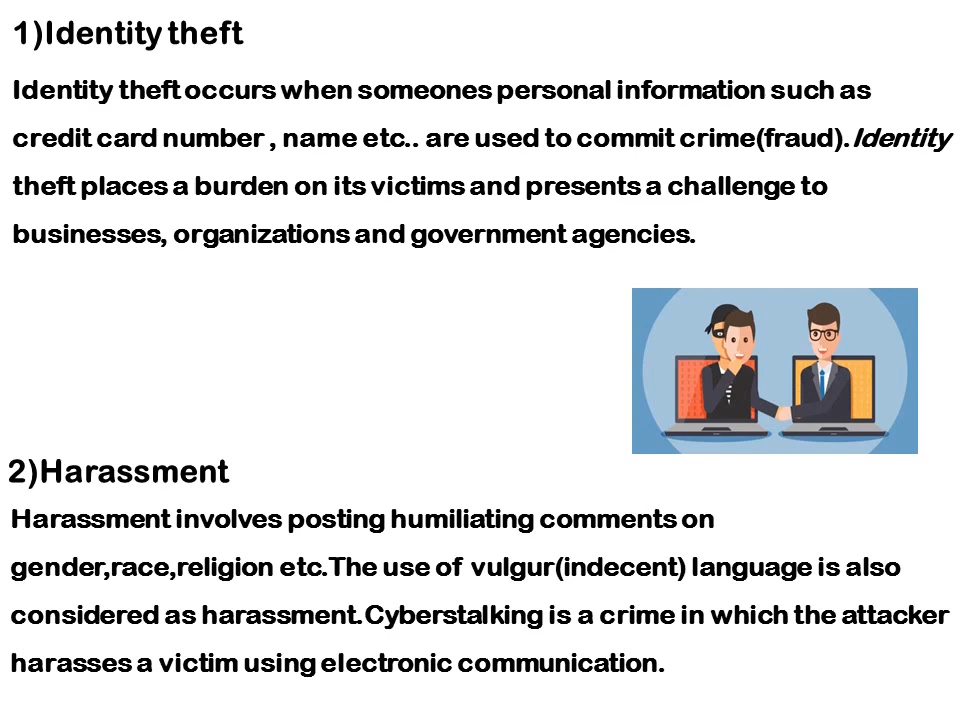 1)Identity theft
Identity theft occurs when someones personal information such as
credit card number , name etc.. are used to commit crime(fraud).Identity
theft places a burden on its victims and presents a challenge to
businesses, organizations and government agencies.
2)Harassment
Harassment involves posting humiliating comments on
gender,race,religion etc.The use of vulgur(indecent) language is also
considered as harassment.Cyberstalking is a crime in which the attacker
harasses a victim using electronic communication.